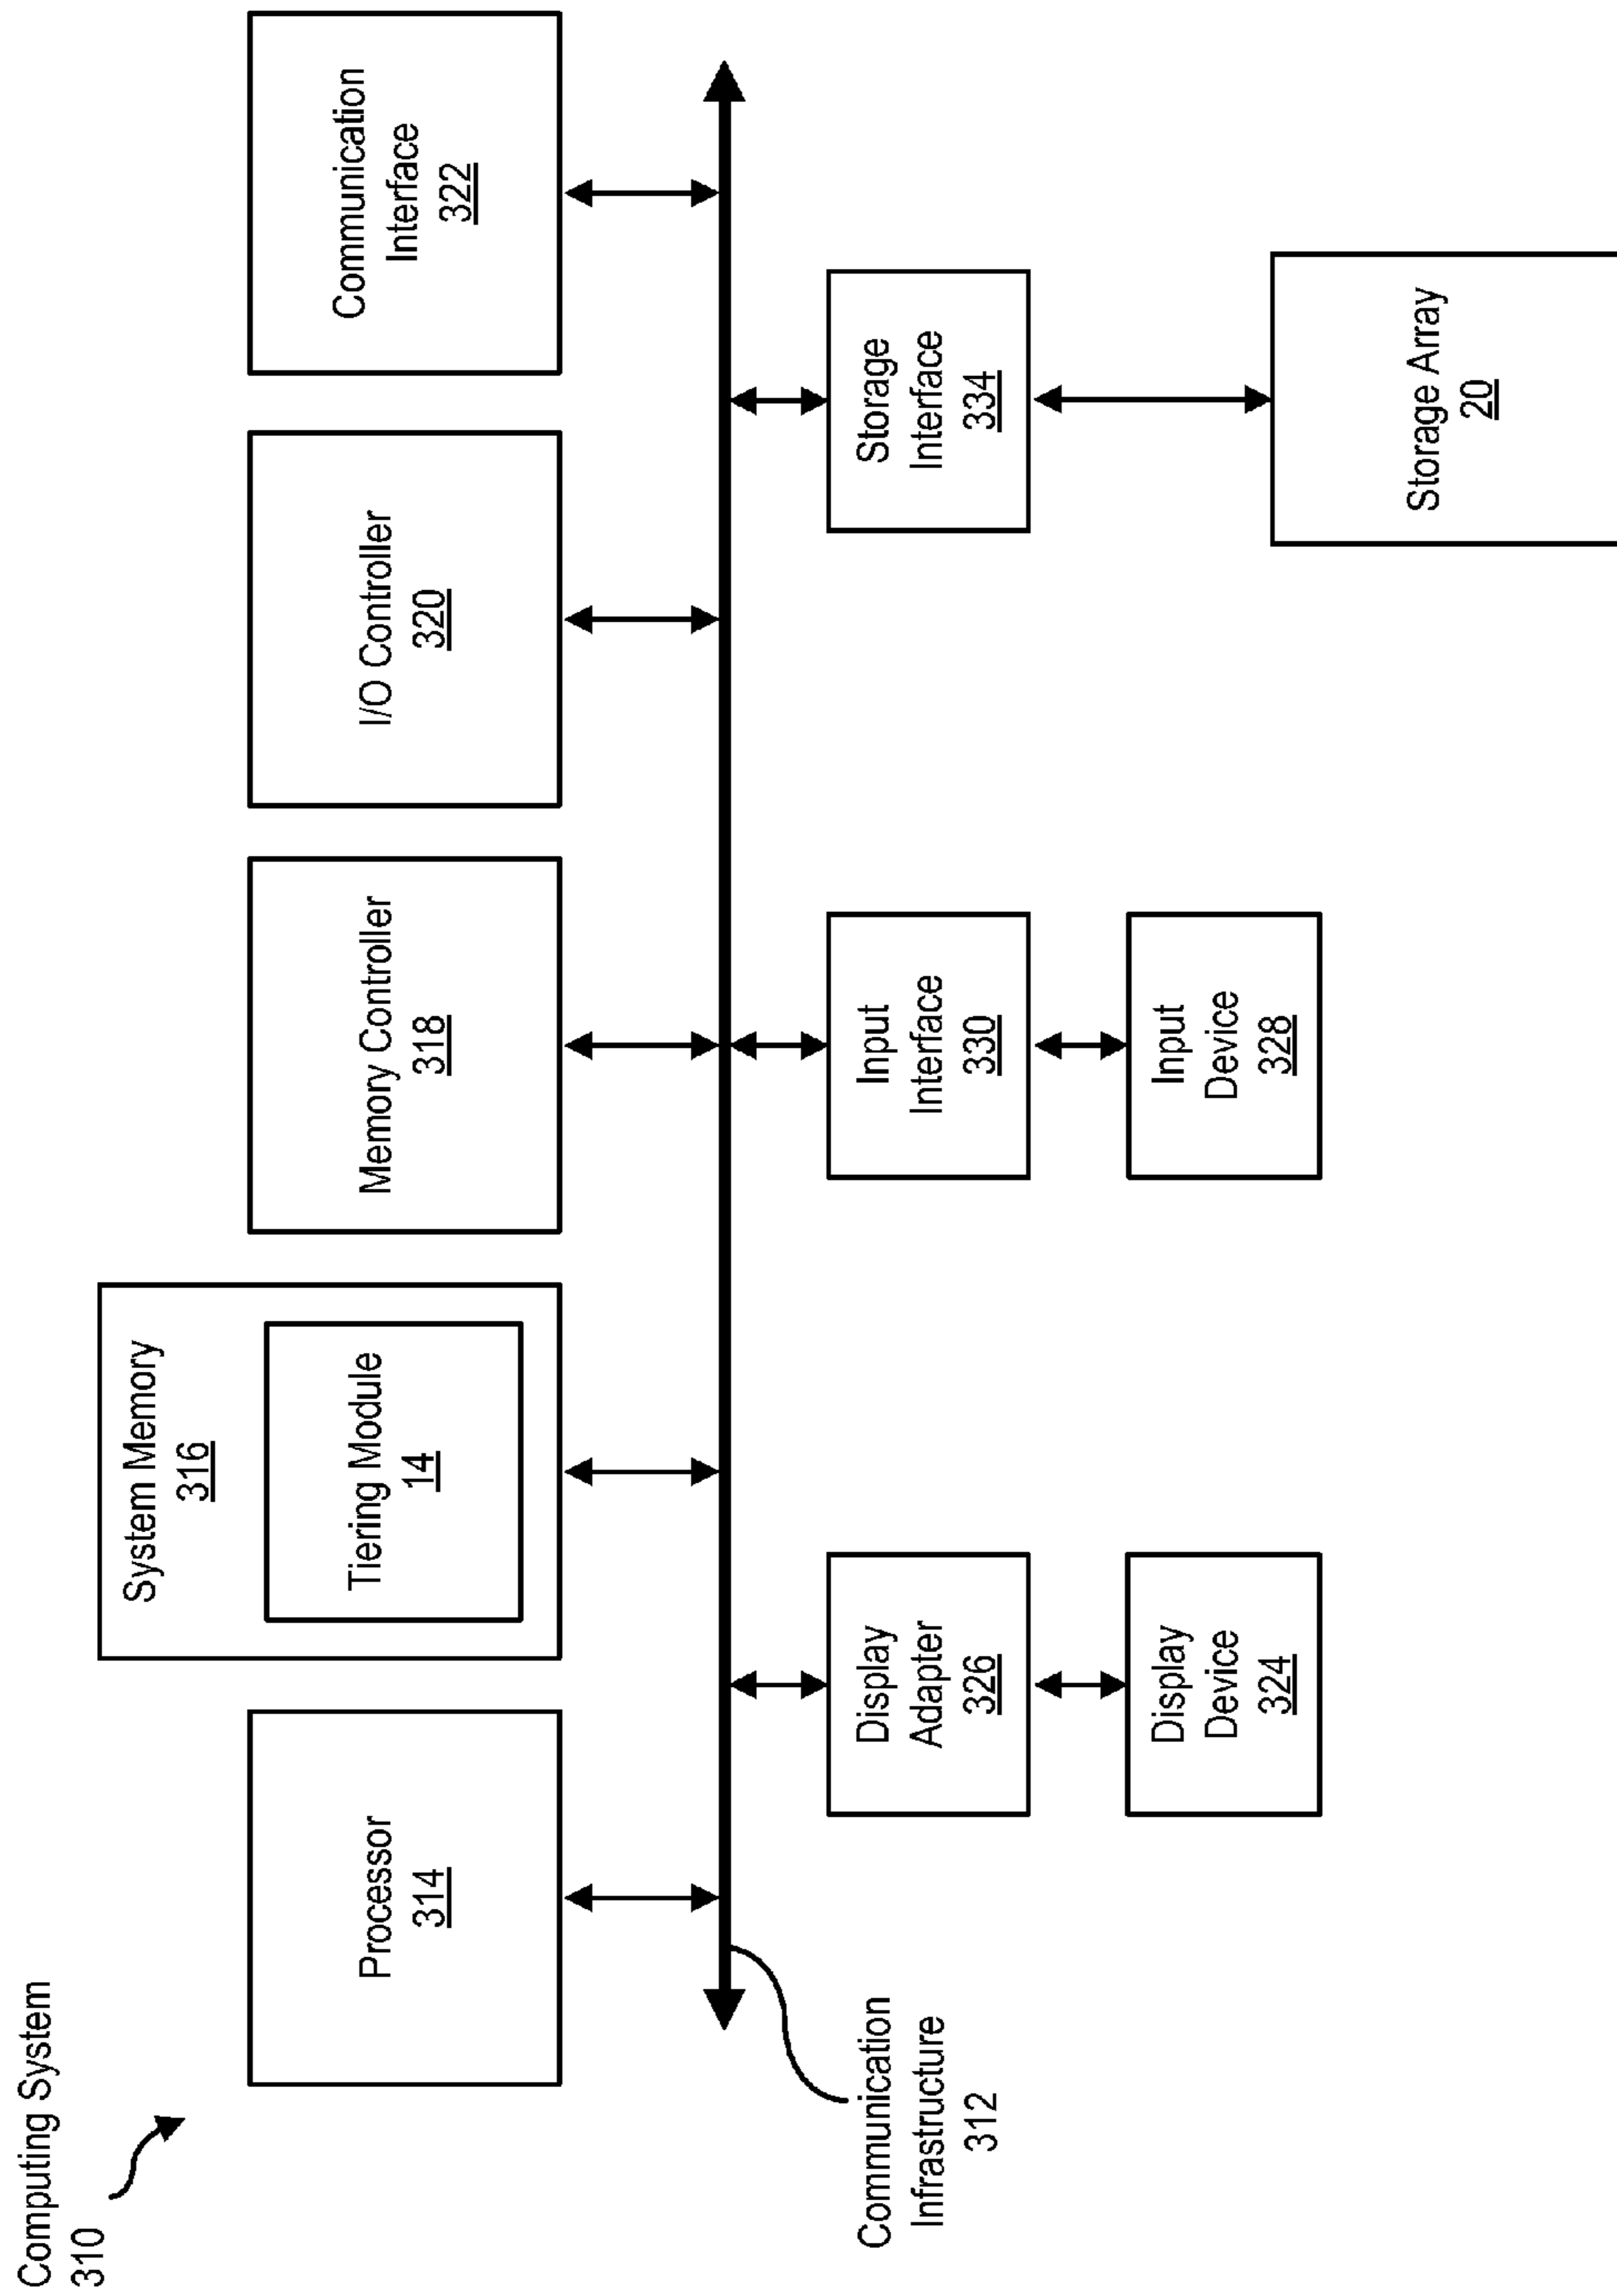 Computing System
310
Processor
314
System Memory
316
Tiering Module
14
Memory Controller
318
I/O Controller
320
Communication
Interface
322
Communication
Infrastructure
312
Display
Adapter
326
Input
Interface
330
Storage
Interface
334
Display
Device
324
Input
Device
328
Storage Array
20